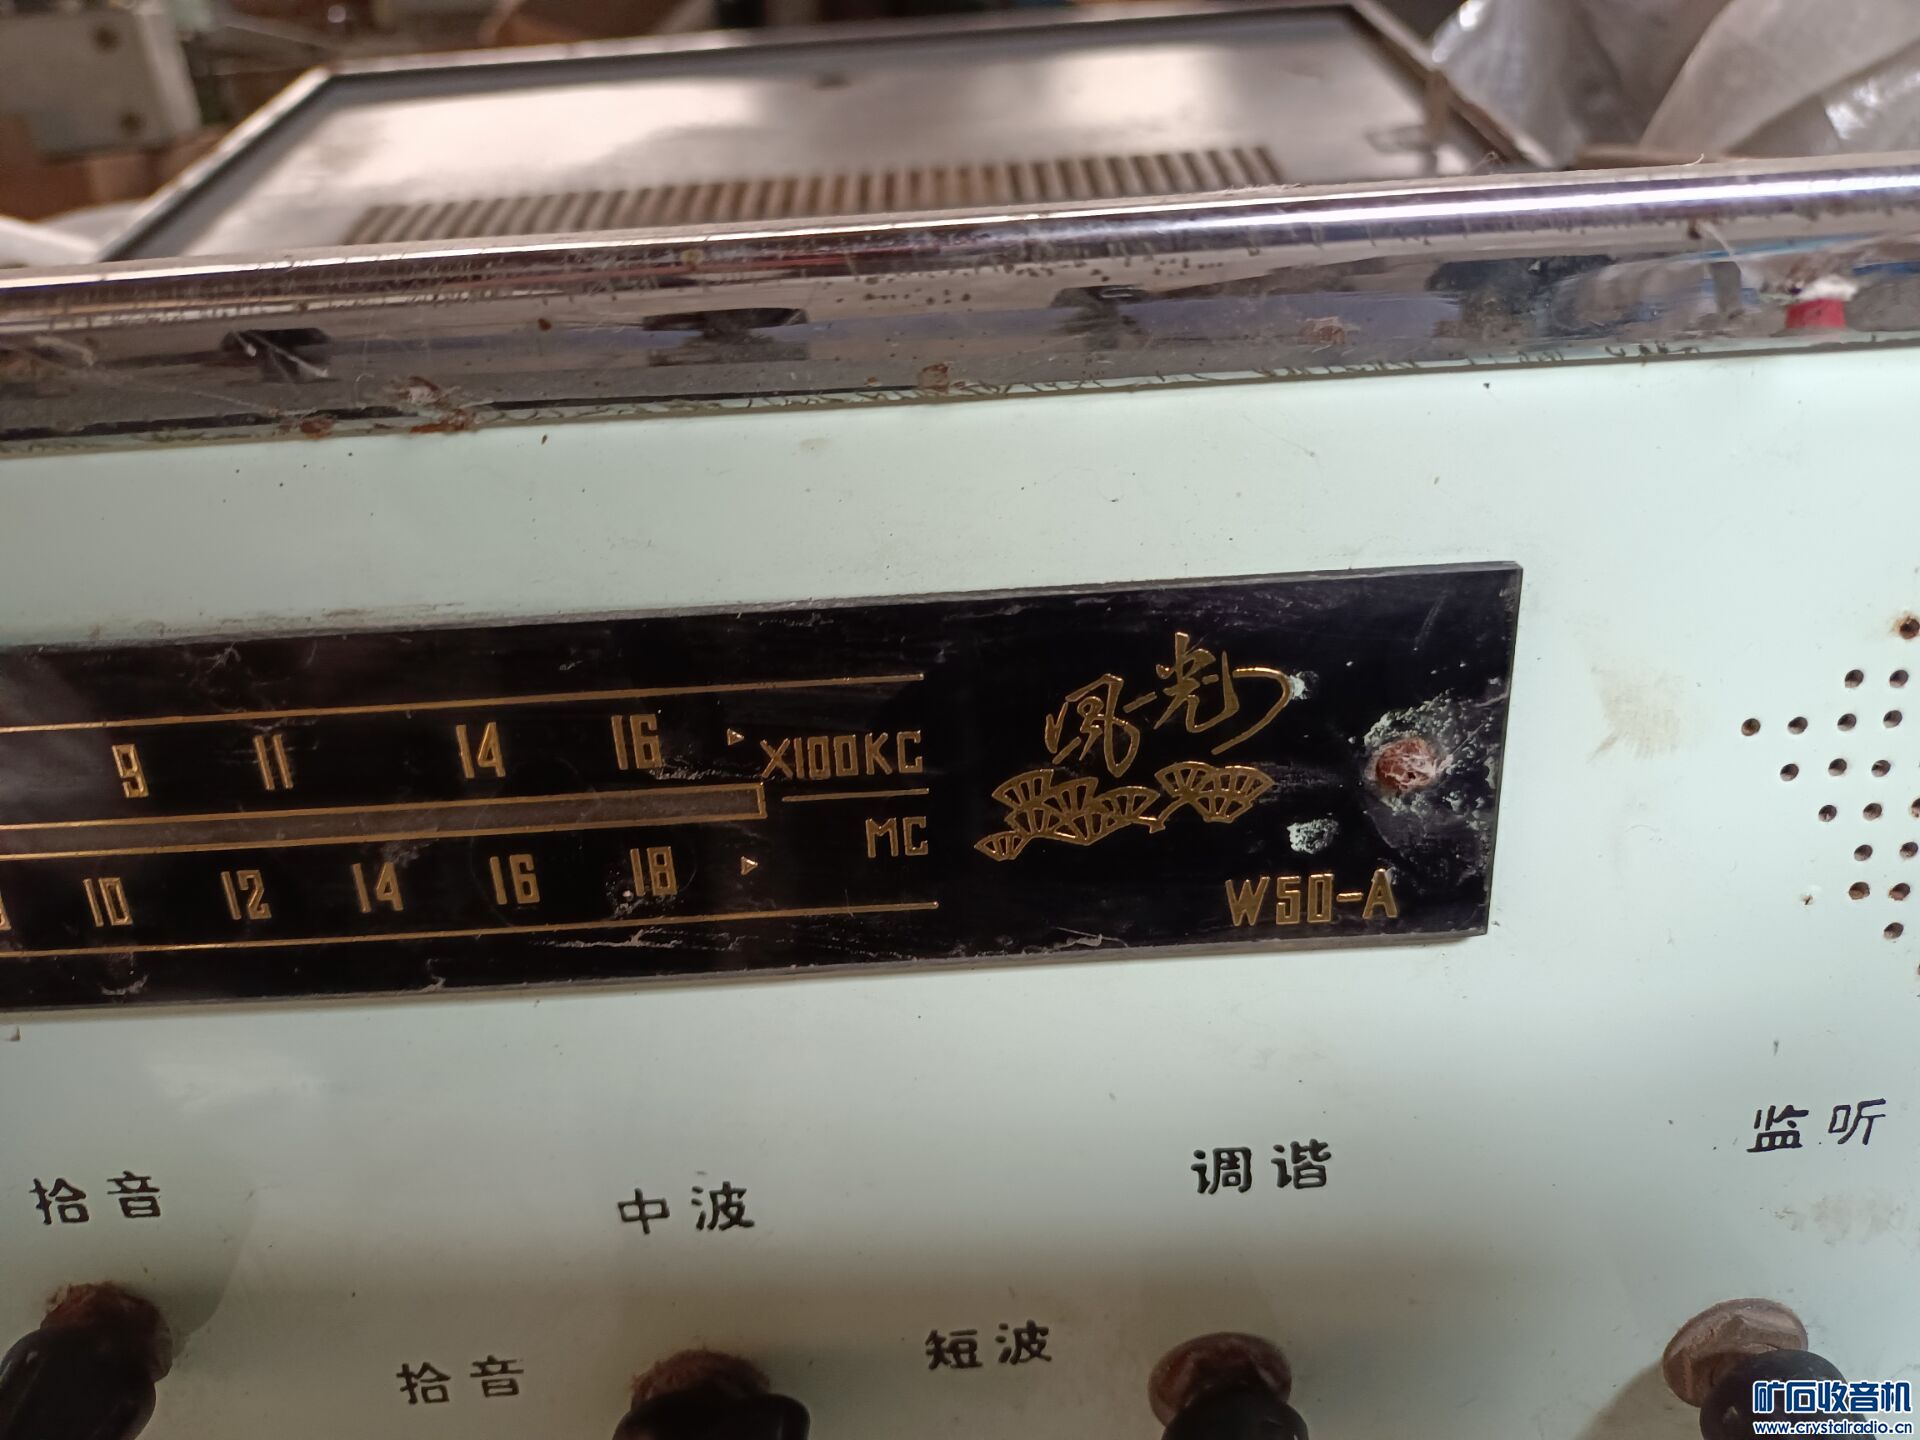 9 11 14 16 X100KC
MC
10 12 14 16 18
风光
W50-A
拾音
中波
调谐
监听
拾音
短波
矿石收音机
www.crystalradio.cn